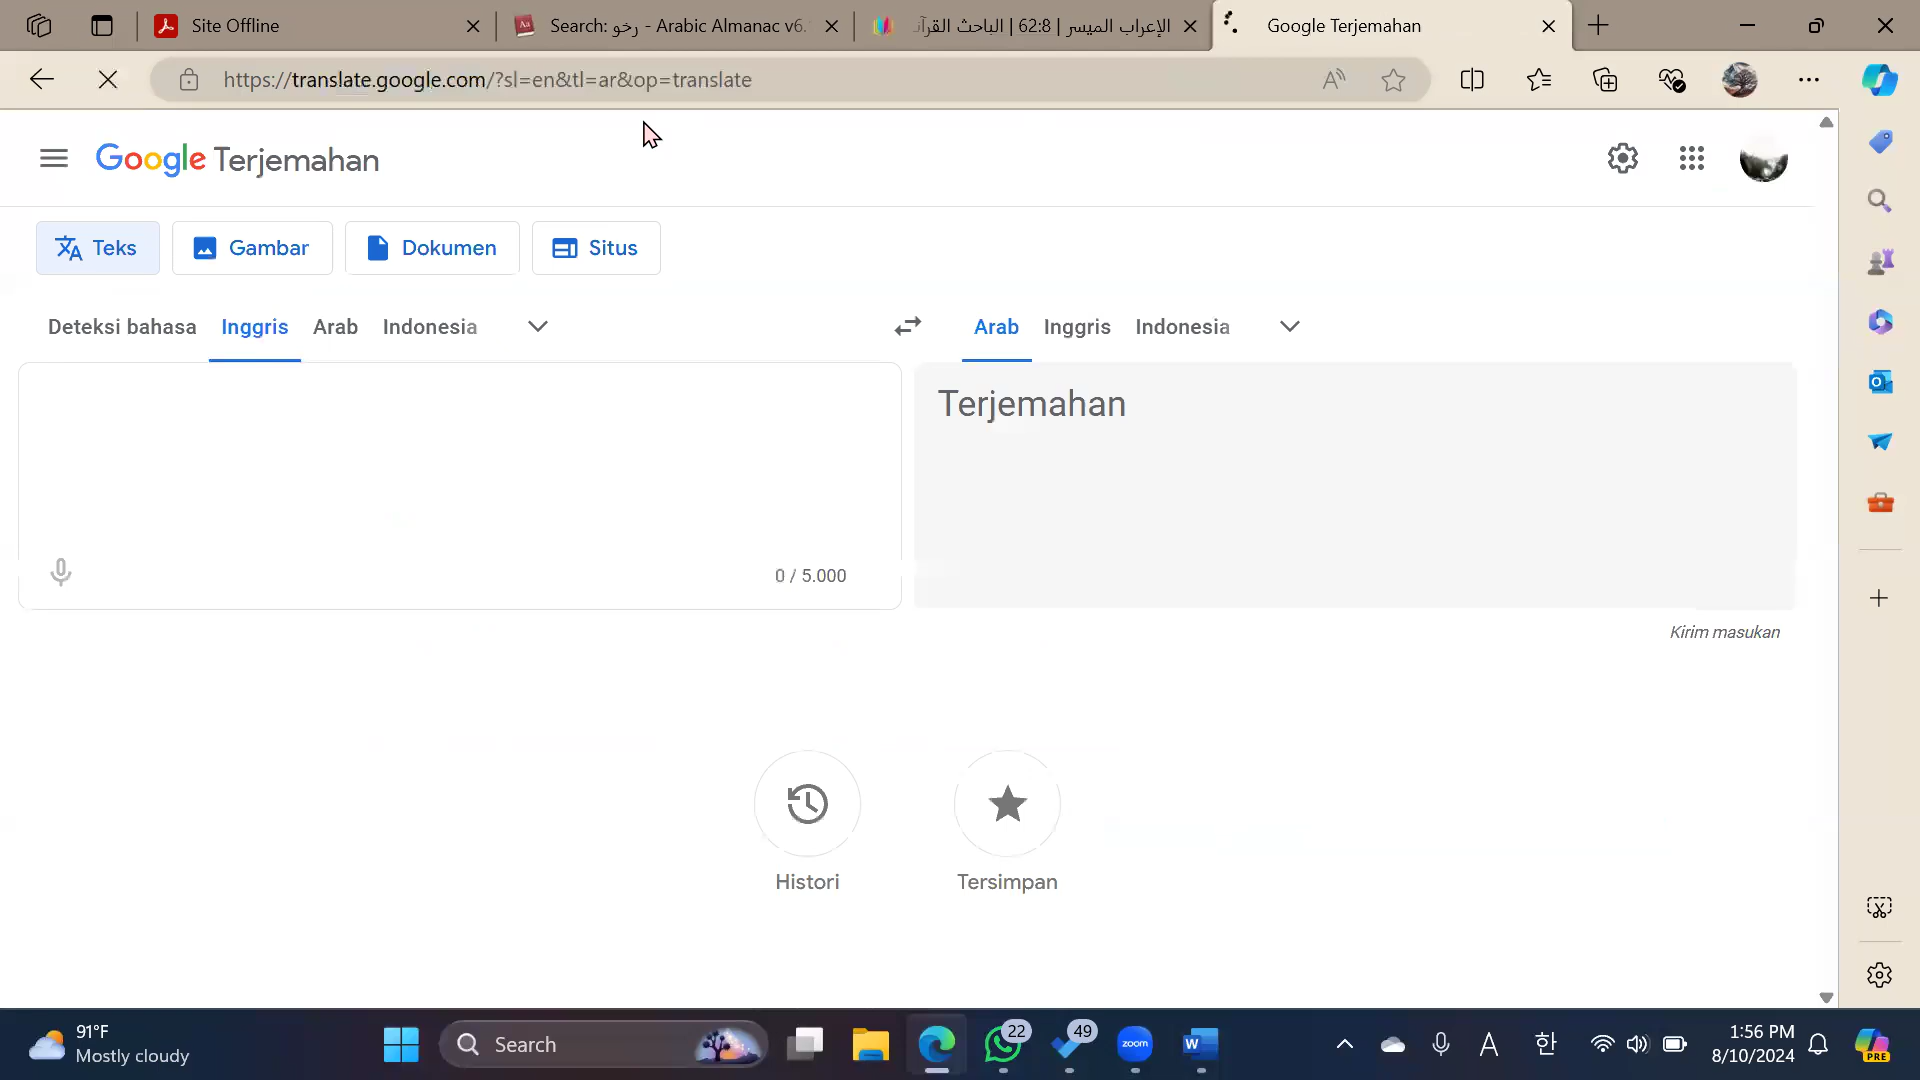 Site Offline
Search: رخو - Arabic Almanac v6.
الإعراب الميسر | 62:8 | الباحث القرآن
Google Terjemahan
https://translate.google.com/?sl=en&tl=ar&op=translate
Google Terjemahan
Teks Gambar Dokumen Situs
Deteksi bahasa Inggris Arab Indonesia
Arab Inggris Indonesia
Terjemahan
0 / 5.000
Kirim masukan
Histori Tersimpan
91°F
Mostly cloudy
Search
22
49
zoom
W
A
한
1:56 PM
8/10/2024
PRE